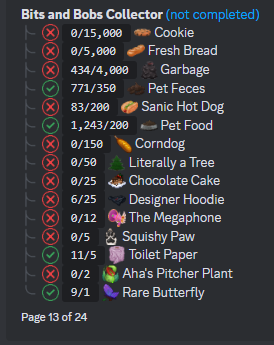 Bits and Bobs Collector (not completed)
0/15,000 Cookie
0/5,000 Fresh Bread
434/4,000 Garbage
771/350 Pet Feces
83/200 Sanic Hot Dog
1,243/200 Pet Food
0/150 Corndog
0/50 Literally a Tree
0/25 Chocolate Cake
6/25 Designer Hoodie
0/12 The Megaphone
0/5 Squishy Paw
11/5 Toilet Paper
0/2 Aha's Pitcher Plant
9/1 Rare Butterfly
Page 13 of 24